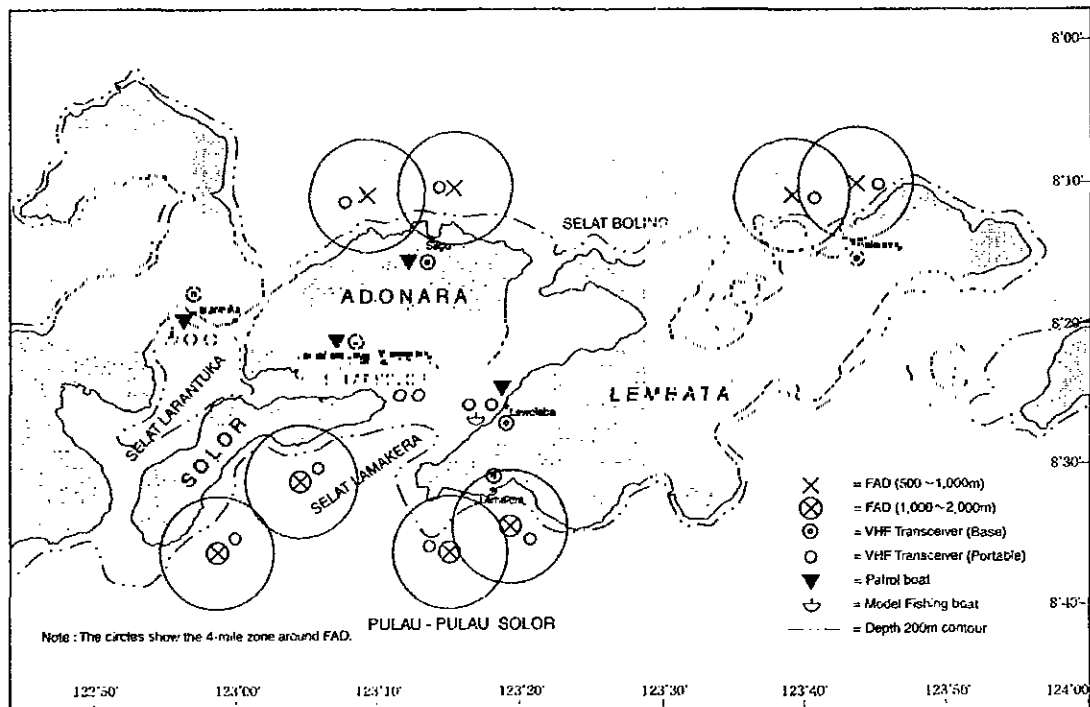 8°00'
8°10'
SELAT BOLING
Sagu
ADONARA
8°20'
SELAT LARANTUKA
LEMBATA
Lewoleba
SOLOR
SELAT LAMAKERA
8°30'
Lamalera
× = FAD (500~1,000m)
⊗ = FAD (1,000~2,000m)
= VHF Transceiver (Base)
= VHF Transceiver (Portable)
= Patrol boat
= Model Fishing boat
= Depth 200m contour
8°40'
PULAU - PULAU SOLOR
Note : The circles show the 4-mile zone around FAD.
122°50' 123°00' 123°10' 123°20' 123°30' 123°40' 123°50' 124°00'